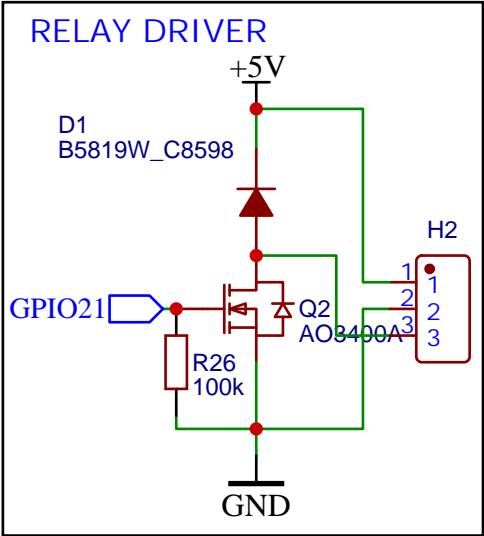 RELAY DRIVER
+5V
D1
B5819W_C8598
H2
1
1
2
2
3
3
GPIO21
Q2
AO3400A
R26
100k
GND